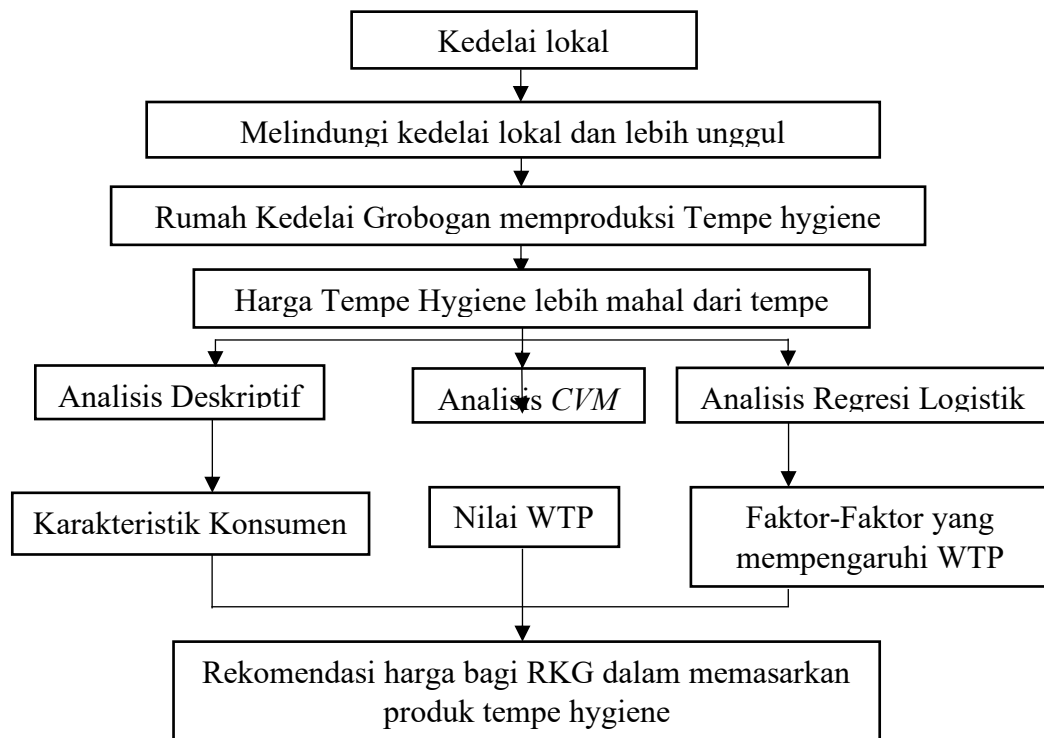 Kedelai lokal
Melindungi kedelai lokal dan lebih unggul
Rumah Kedelai Grobogan memproduksi Tempe hygiene
Harga Tempe Hygiene lebih mahal dari tempe
Analisis Deskriptif
Analisis CVM
Analisis Regresi Logistik
Karakteristik Konsumen
Nilai WTP
Faktor-Faktor yang
mempengaruhi WTP
Rekomendasi harga bagi RKG dalam memasarkan
produk tempe hygiene